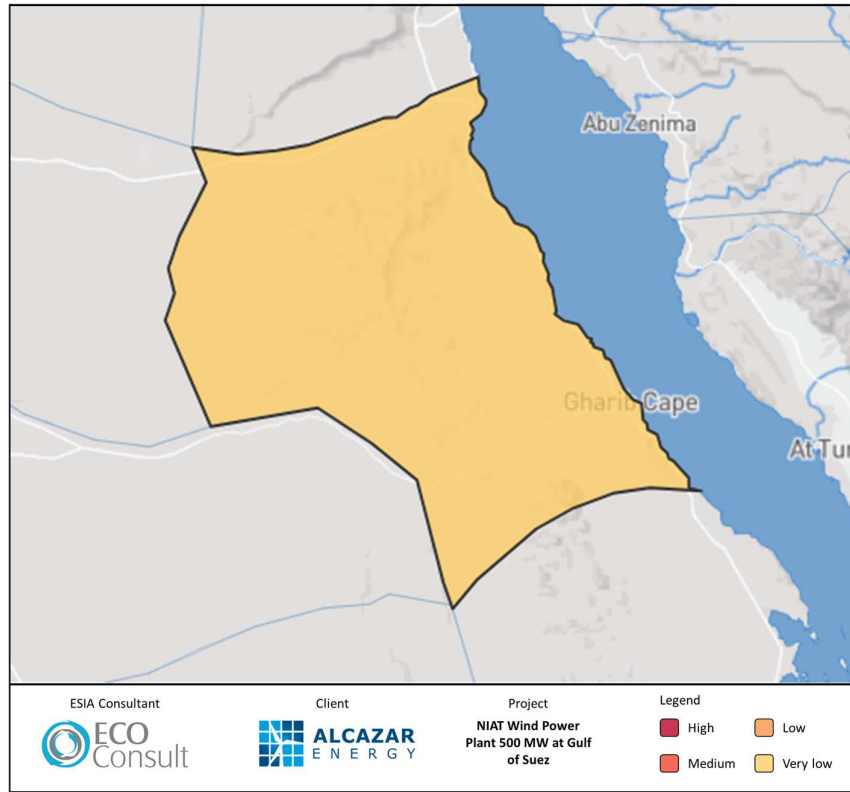 Abu Zenima
Gharib Cape
At Tu
ESIA Consultant
ECO
Consult
Client
ALCAZAR
ENERGY
Project
NIAT Wind Power
Plant 500 MW at Gulf
of Suez
Legend
High
Low
Medium
Very low